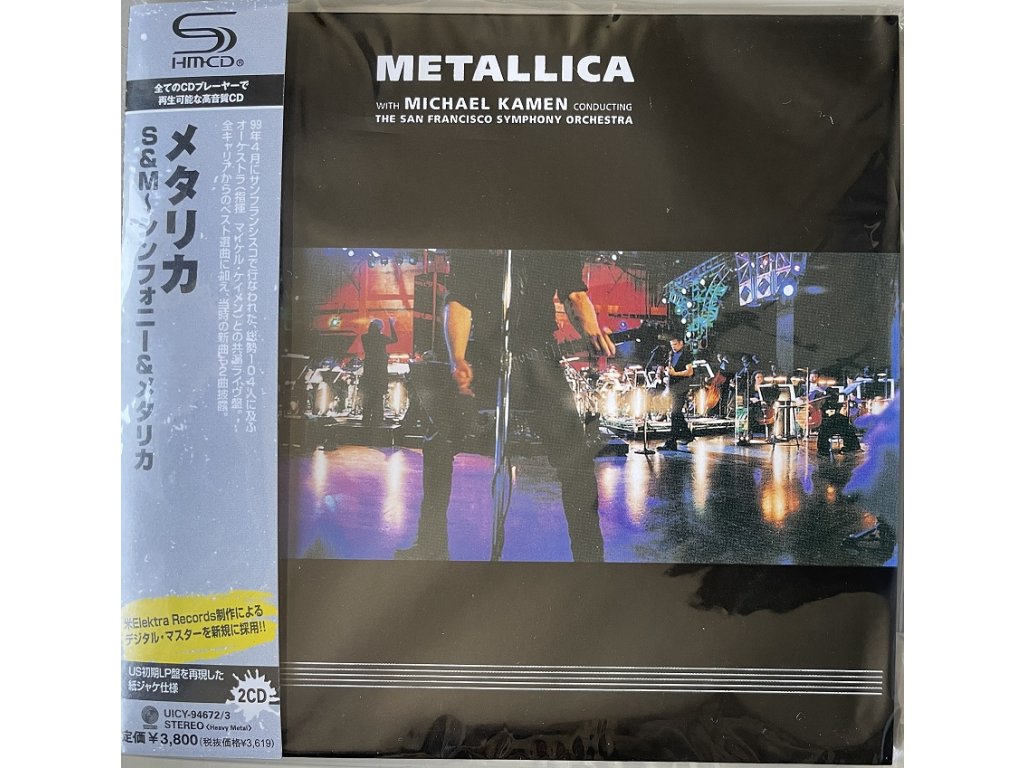 HM-CD®
全てのCDプレーヤーで
再生可能な高音質CD
メタリカ
S&M~シンフォニー&メタリカ
99年4月にサンフランシスコで行なわれた、総勢104人に及ぶ
オーケストラ(指揮 マイケル・ケイメン)との共演ライヴ盤!
全キャリアからのベスト選曲に加え、当時の新曲も2曲披露。
米Elektra Records制作による
デジタル・マスターを新規に採用!!
US初期LP盤を再現した
紙ジャケ仕様
2CD
UICY-94672/3
STEREO〈Heavy Metal〉
定価¥3,800(税抜価格¥3,619)
METALLICA
WITH MICHAEL KAMEN CONDUCTING
THE SAN FRANCISCO SYMPHONY ORCHESTRA